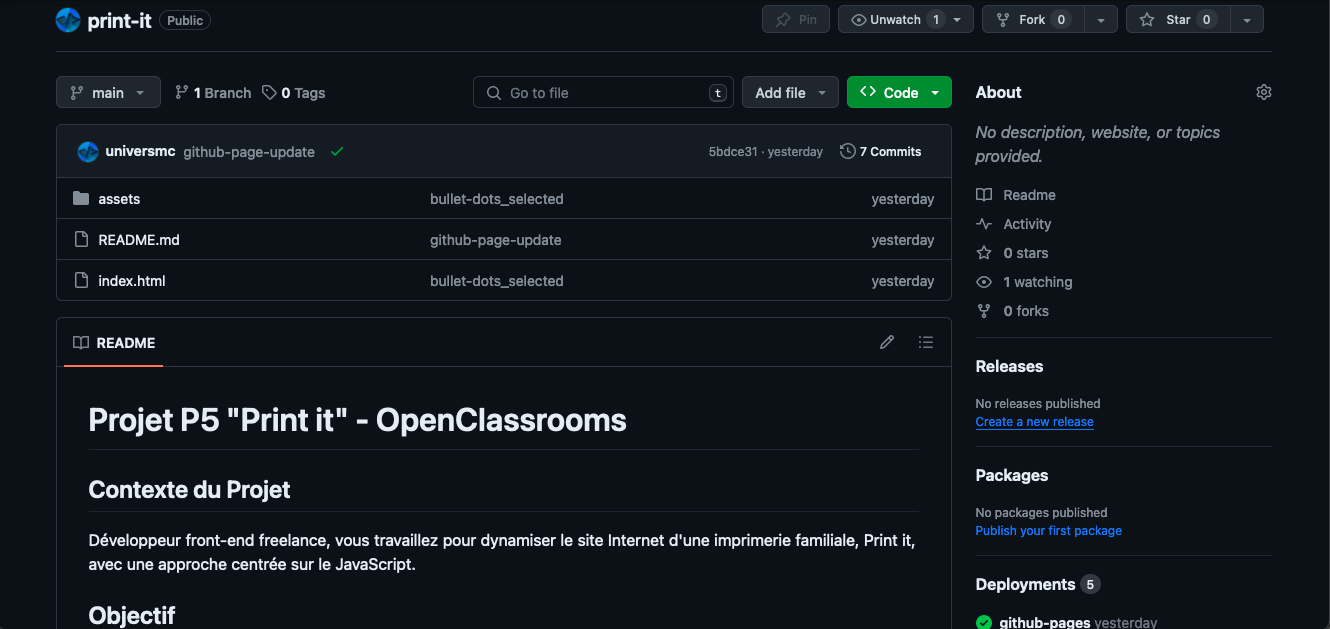 print-it Public Pin Unwatch 1 Fork 0 Star 0
main 1 Branch 0 Tags Go to file t Add file Code
universmc github-page-update 5bdce31 · yesterday 7 Commits
assets bullet-dots_selected yesterday
README.md github-page-update yesterday
index.html bullet-dots_selected yesterday
README
Projet P5 "Print it" - OpenClassrooms
Contexte du Projet
Développeur front-end freelance, vous travaillez pour dynamiser le site Internet d'une imprimerie familiale, Print it,
avec une approche centrée sur le JavaScript.
Objectif
About
No description, website, or topics
provided.
Readme
Activity
0 stars
1 watching
0 forks
Releases
No releases published
Create a new release
Packages
No packages published
Publish your first package
Deployments 5
github-pages yesterday